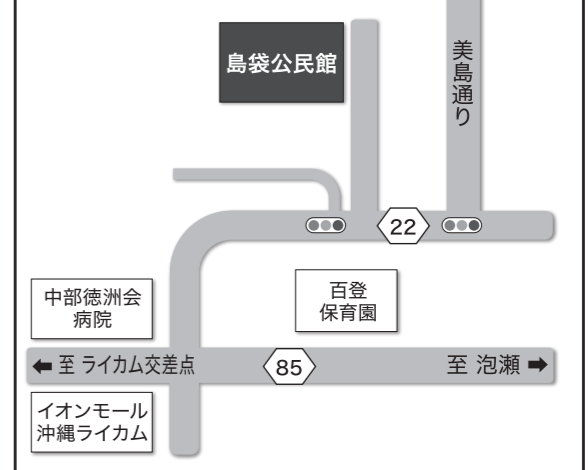 島袋公民館
美島通り
22
中部徳洲会
病院
百登
保育園
⬅ 至 ライカム交差点
85
至 泡瀬 ➡
イオンモール
沖縄ライカム